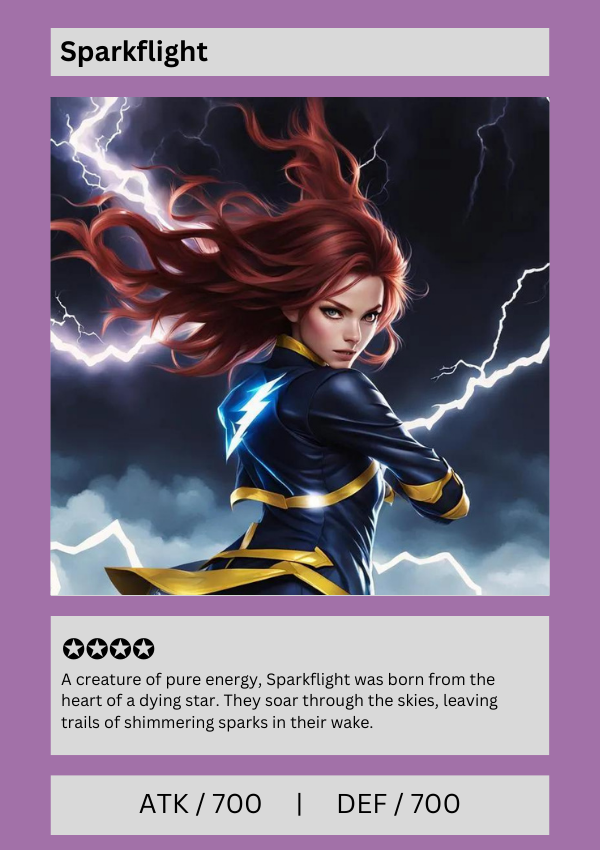 Sparkflight
✪✪✪✪
A creature of pure energy, Sparkflight was born from the
heart of a dying star. They soar through the skies, leaving
trails of shimmering sparks in their wake.
ATK / 700 | DEF / 700